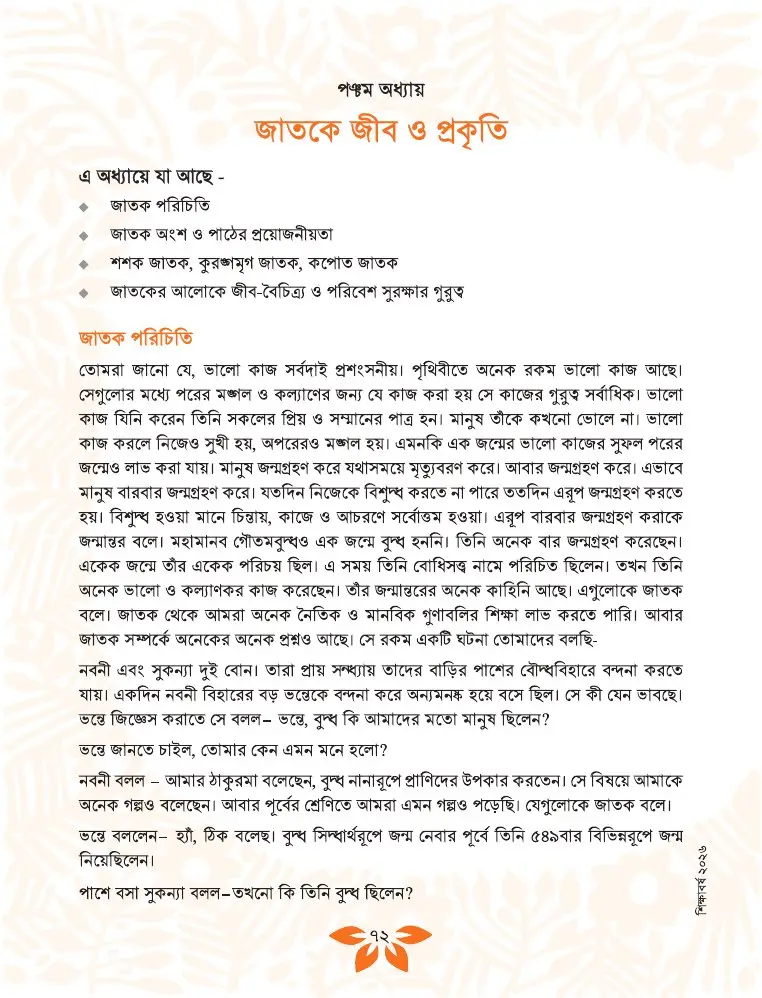 পঞ্চম অধ্যায়
জাতকে জীব ও প্রকৃতি
এ অধ্যায়ে যা আছে -
◆ জাতক পরিচিতি
◆ জাতক অংশ ও পাঠের প্রয়োজনীয়তা
◆ শশক জাতক, কুরঙ্গমৃগ জাতক, কপোত জাতক
◆ জাতকের আলোকে জীব-বৈচিত্র্য ও পরিবেশ সুরক্ষার গুরুত্ব
জাতক পরিচিতি
তোমরা জানো যে, ভালো কাজ সর্বদাই প্রশংসনীয়। পৃথিবীতে অনেক রকম ভালো কাজ আছে।
সেগুলোর মধ্যে পরের মঙ্গল ও কল্যাণের জন্য যে কাজ করা হয় সে কাজের গুরুত্ব সর্বাধিক। ভালো
কাজ যিনি করেন তিনি সকলের প্রিয় ও সম্মানের পাত্র হন। মানুষ তাঁকে কখনো ভোলে না। ভালো
কাজ করলে নিজেও সুখী হয়, অপরেরও মঙ্গল হয়। এমনকি এক জন্মের ভালো কাজের সুফল পরের
জন্মেও লাভ করা যায়। মানুষ জন্মগ্রহণ করে যথাসময়ে মৃত্যুবরণ করে। আবার জন্মগ্রহণ করে। এভাবে
মানুষ বারবার জন্মগ্রহণ করে। যতদিন নিজেকে বিশুদ্ধ করতে না পারে ততদিন এরূপ জন্মগ্রহণ করতে
হয়। বিশুদ্ধ হওয়া মানে চিন্তায়, কাজে ও আচরণে সর্বোত্তম হওয়া। এরূপ বারবার জন্মগ্রহণ করাকে
জন্মান্তর বলে। মহামানব গৌতমবুদ্ধও এক জন্মে বুদ্ধ হননি। তিনি অনেক বার জন্মগ্রহণ করেছেন।
একেক জন্মে তাঁর একেক পরিচয় ছিল। এ সময় তিনি বোধিসত্ত্ব নামে পরিচিত ছিলেন। তখন তিনি
অনেক ভালো ও কল্যাণকর কাজ করেছেন। তাঁর জন্মান্তরের অনেক কাহিনি আছে। এগুলোকে জাতক
বলে। জাতক থেকে আমরা অনেক নৈতিক ও মানবিক গুণাবলির শিক্ষা লাভ করতে পারি। আবার
জাতক সম্পর্কে অনেকের অনেক প্রশ্নও আছে। সে রকম একটি ঘটনা তোমাদের বলছি-
নবনী এবং সুকন্যা দুই বোন। তারা প্রায় সন্ধ্যায় তাদের বাড়ির পাশের বৌদ্ধবিহারে বন্দনা করতে
যায়। একদিন নবনী বিহারের বড় ভন্তেকে বন্দনা করে অন্যমনষ্ক হয়ে বসে ছিল। সে কী যেন ভাবছে।
ভন্তে জিজ্ঞেস করাতে সে বলল– ভন্তে, বুদ্ধ কি আমাদের মতো মানুষ ছিলেন?
ভন্তে জানতে চাইল, তোমার কেন এমন মনে হলো?
নবনী বলল – আমার ঠাকুরমা বলেছেন, বুদ্ধ নানারূপে প্রাণিদের উপকার করতেন। সে বিষয়ে আমাকে
অনেক গল্পও বলেছেন। আবার পূর্বের শ্রেণিতে আমরা এমন গল্পও পড়েছি। যেগুলোকে জাতক বলে।
ভন্তে বললেন– হ্যাঁ, ঠিক বলেছ। বুদ্ধ সিদ্ধার্থরূপে জন্ম নেবার পূর্বে তিনি ৫৪৯বার বিভিন্নরূপে জন্ম
নিয়েছিলেন।
পাশে বসা সুকন্যা বলল–তখনো কি তিনি বুদ্ধ ছিলেন?
৭২
শিক্ষাবর্ষ ২০২৬